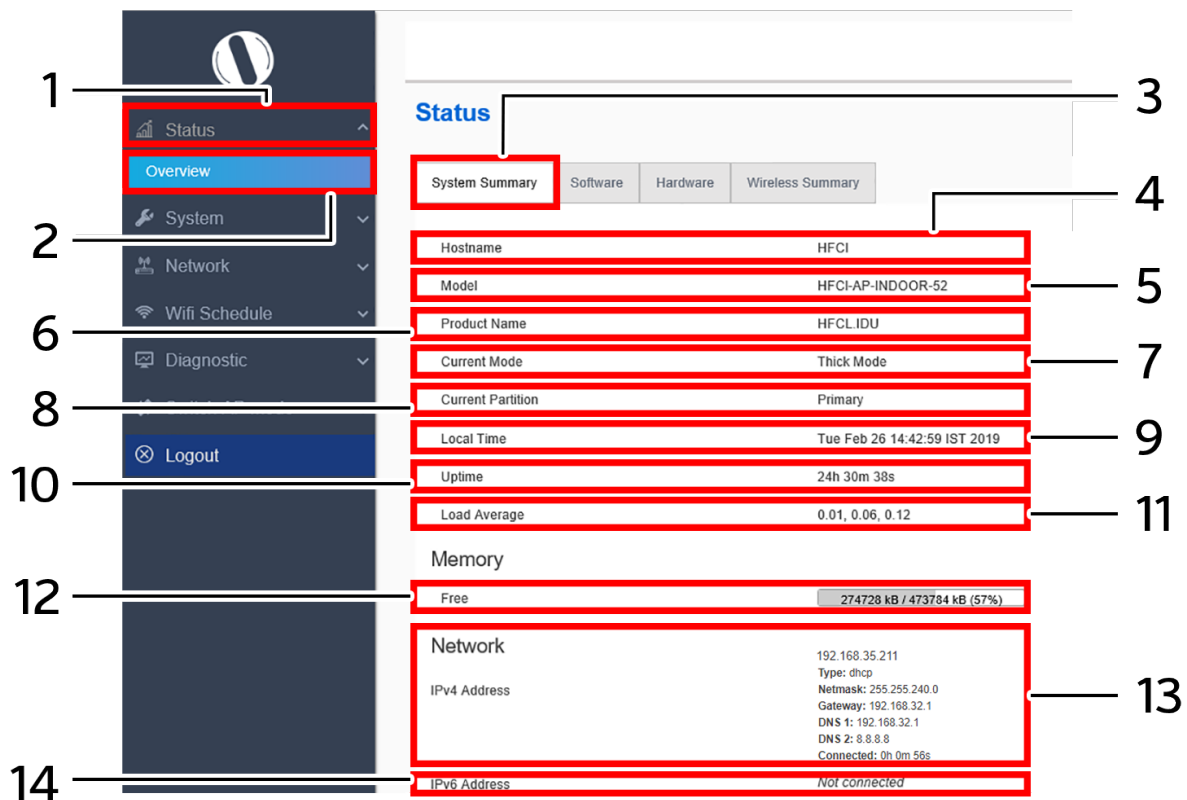 1
Status
Overview
2
System
Network
Wifi Schedule
6
Diagnostic
8
Logout
10
12
14
Status
3
System Summary Software Hardware Wireless Summary
4
Hostname HFCI
Model HFCI-AP-INDOOR-52
5
Product Name HFCL.IDU
Current Mode Thick Mode
7
Current Partition Primary
Local Time Tue Feb 26 14:42:59 IST 2019
9
Uptime 24h 30m 38s
Load Average 0.01, 0.06, 0.12
11
Memory
Free 274728 kB / 473784 kB (57%)
Network
IPv4 Address
192.168.35.211
Type: dhcp
Netmask: 255.255.240.0
Gateway: 192.168.32.1
DNS 1: 192.168.32.1
DNS 2: 8.8.8.8
Connected: 0h 0m 56s
13
IPv6 Address Not connected